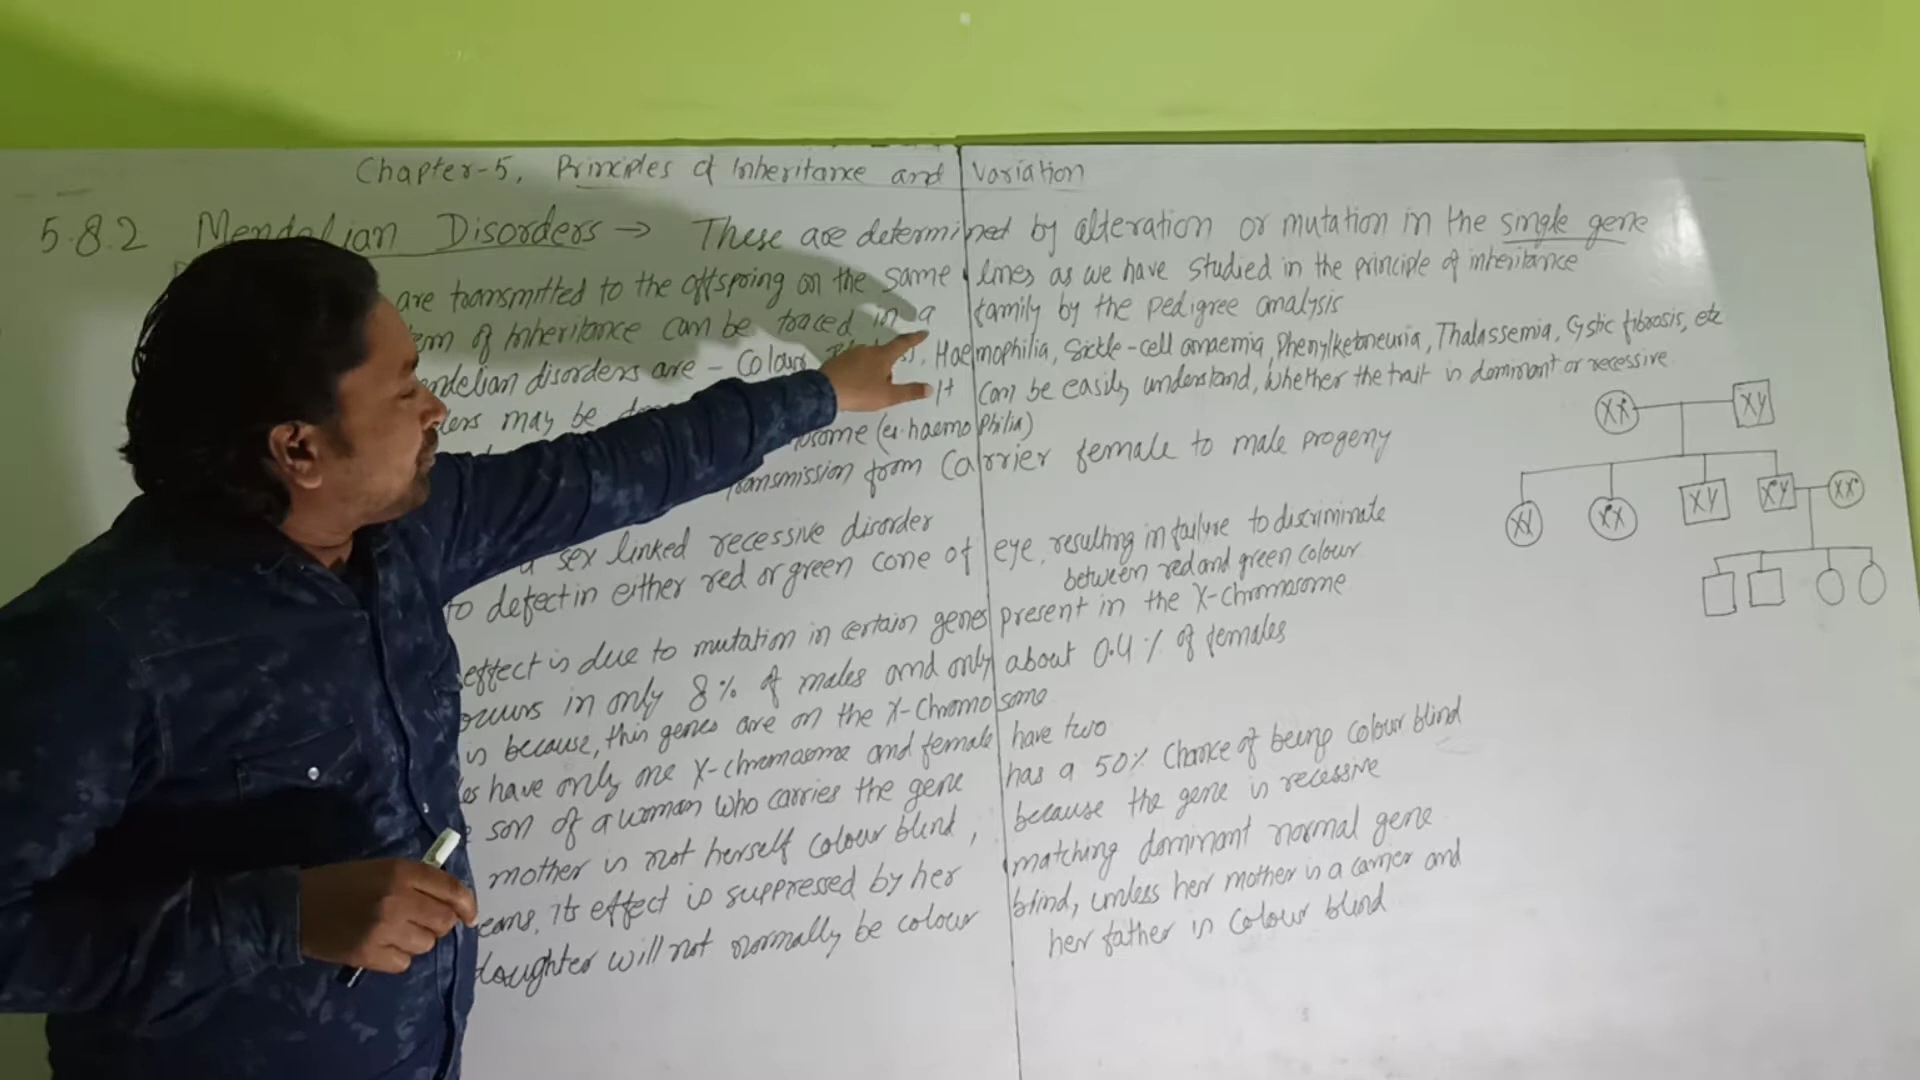 Chapter-5, Principles of Inheritance and Variation
5.8.2 Mendelian Disorders → These are determined by alteration or mutation in the single gene
are transmitted to the offspring on the same lines as we have studied in the principle of inheritance
of Inheritance can be traced in a family by the pedigree analysis
disorders are - Colour Haemophilia, Sickle-cell anaemia, Phenylketoneuria, Thalassemia, Cystic fibrosis, etc
may be It can be easily understand, whether the trait is dominant or recessive
(ex-haemophilia)
transmission from carrier female to male progeny
sex linked recessive disorder
to defect in either red or green cone of eye, resulting in failure to discriminate
between red and green colour
effect is due to mutation in certain genes present in the X-chromosome
occurs in only 8% of males and only about 0.4% of females
is because, this genes are on the X-chromosome
have only one X-chromosome and female have two
son of a woman who carries the gene has a 50% chance of being colour blind
mother is not herself colour blind, because the gene is recessive
means, its effect is suppressed by her matching dominant normal gene
daughter will not normally be colour blind, unless her mother is a carrier and
her father is colour blind
XX XY
XX XX XY XY XX